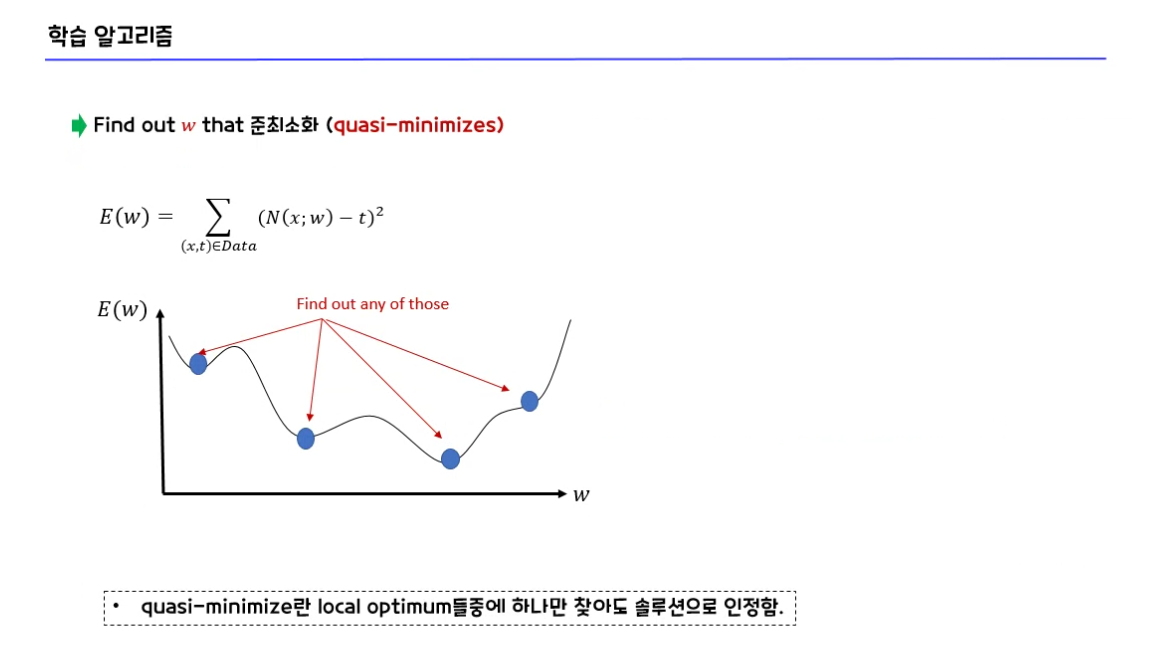 학습 알고리즘
Find out w that 준최소화 (quasi-minimizes)
E(w) = ∑ (N(x; w) − t)²
(x,t)∈Data
E(w)
Find out any of those
w
• quasi-minimize란 local optimum들중에 하나만 찾아도 솔루션으로 인정함.